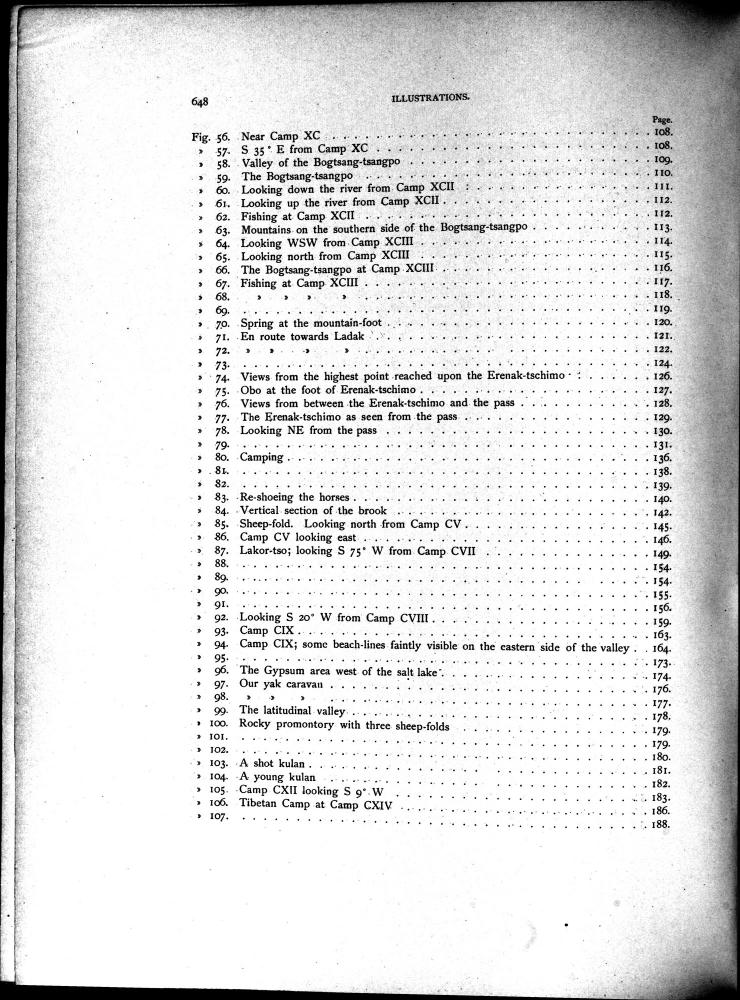 648 ILLUSTRATIONS.
Page.
Fig. 56. Near Camp XC . . . . . 108.
» 57. S 35° E from Camp XC . . . . . 108.
» 58. Valley of the Bogtsang-tsangpo . . . . . 109.
» 59. The Bogtsang-tsangpo . . . . . 110.
» 60. Looking down the river from Camp XCII . . . . . 111.
» 61. Looking up the river from Camp XCII . . . . . 112.
» 62. Fishing at Camp XCII . . . . . 112.
» 63. Mountains on the southern side of the Bogtsang-tsangpo . . . . . 113.
» 64. Looking WSW from Camp XCIII . . . . . 114.
» 65. Looking north from Camp XCIII . . . . . 115.
» 66. The Bogtsang-tsangpo at Camp XCIII . . . . . 116.
» 67. Fishing at Camp XCIII . . . . . 117.
» 68. » » » » . . . . . 118.
» 69. . . . . . 119.
» 70. Spring at the mountain-foot . . . . . 120.
» 71. En route towards Ladak . . . . . 121.
» 72. » » » » . . . . . 122.
» 73. . . . . . 124.
» 74. Views from the highest point reached upon the Erenak-tschimo . . . . . 126.
» 75. Obo at the foot of Erenak-tschimo . . . . . 127.
» 76. Views from between the Erenak-tschimo and the pass . . . . . 128.
» 77. The Erenak-tschimo as seen from the pass . . . . . 129.
» 78. Looking NE from the pass . . . . . 130.
» 79. . . . . . 131.
» 80. Camping . . . . . 136.
» 81. . . . . . 138.
» 82. . . . . . 139.
» 83. Re-shoeing the horses . . . . . 140.
» 84. Vertical section of the brook . . . . . 142.
» 85. Sheep-fold. Looking north from Camp CV . . . . . 145.
» 86. Camp CV looking east . . . . . 146.
» 87. Lakor-tso; looking S 75° W from Camp CVII . . . . . 149.
» 88. . . . . . 154.
» 89. . . . . . 154.
» 90. . . . . . 155.
» 91. . . . . . 156.
» 92. Looking S 20° W from Camp CVIII . . . . . 159.
» 93. Camp CIX . . . . . 163.
» 94. Camp CIX; some beach-lines faintly visible on the eastern side of the valley . . 164.
» 95. . . . . . 173.
» 96. The Gypsum area west of the salt lake . . . . . 174.
» 97. Our yak caravan . . . . . 176.
» 98. » » » . . . . . 177.
» 99. The latitudinal valley . . . . . 178.
» 100. Rocky promontory with three sheep-folds . . . . . 179.
» 101. . . . . . 179.
» 102. . . . . . 180.
» 103. A shot kulan . . . . . 181.
» 104. A young kulan . . . . . 182.
» 105. Camp CXII looking S 9° W . . . . . 183.
» 106. Tibetan Camp at Camp CXIV . . . . . 186.
» 107. . . . . . 188.